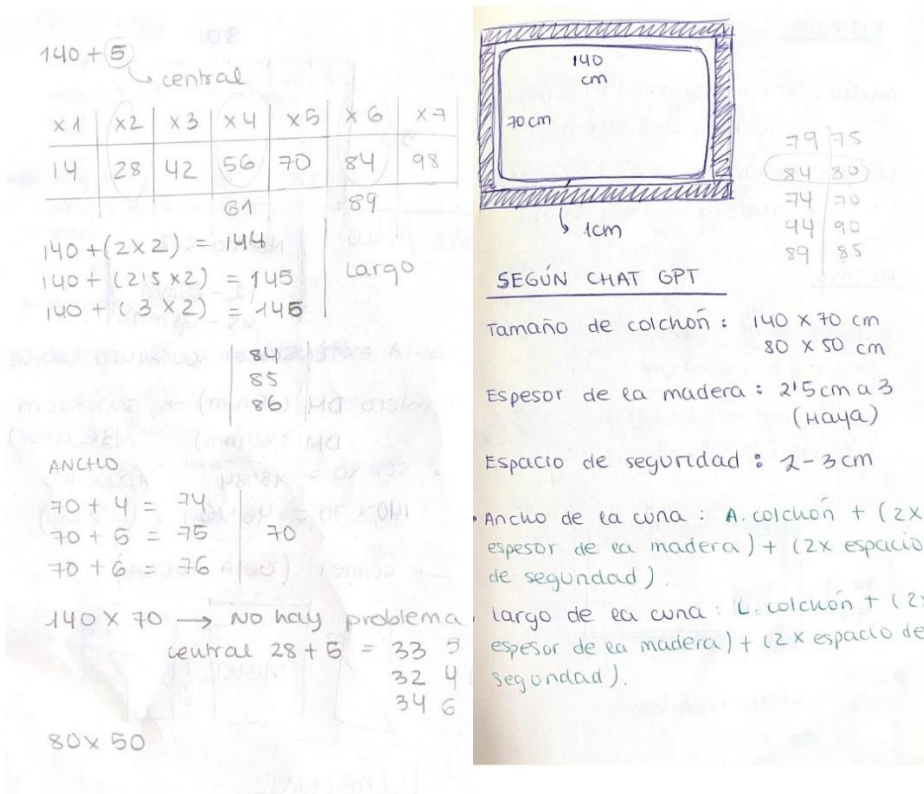 140 + 5
central
x1 x2 x3 x4 x5 x6 x7
14 28 42 56 70 84 98
61 89
140 + (2x2) = 144
140 + (2'5 x2) = 145
140 + (3 x2) = 146
Largo
84
85
86
ANCHO
70 + 4 = 74
70 + 5 = 75
70 + 6 = 76
70
140 x 70 → No hay problema
central 28 + 5 = 33 5
32 4
34 6
80 x 50
140
cm
70 cm
1cm
79 75
84 80
74 70
94 90
89 85
SEGÚN CHAT GPT
Tamaño de colchón : 140 x 70 cm
80 x 50 cm
Espesor de la madera : 2'5 cm a 3
(Haya)
Espacio de seguridad : 2-3 cm
Ancho de la cuna : A. colchón + (2x
espesor de la madera) + (2x espacio
de seguridad).
Largo de la cuna : L. colchón + (2x
espesor de la madera) + (2x espacio de
seguridad).